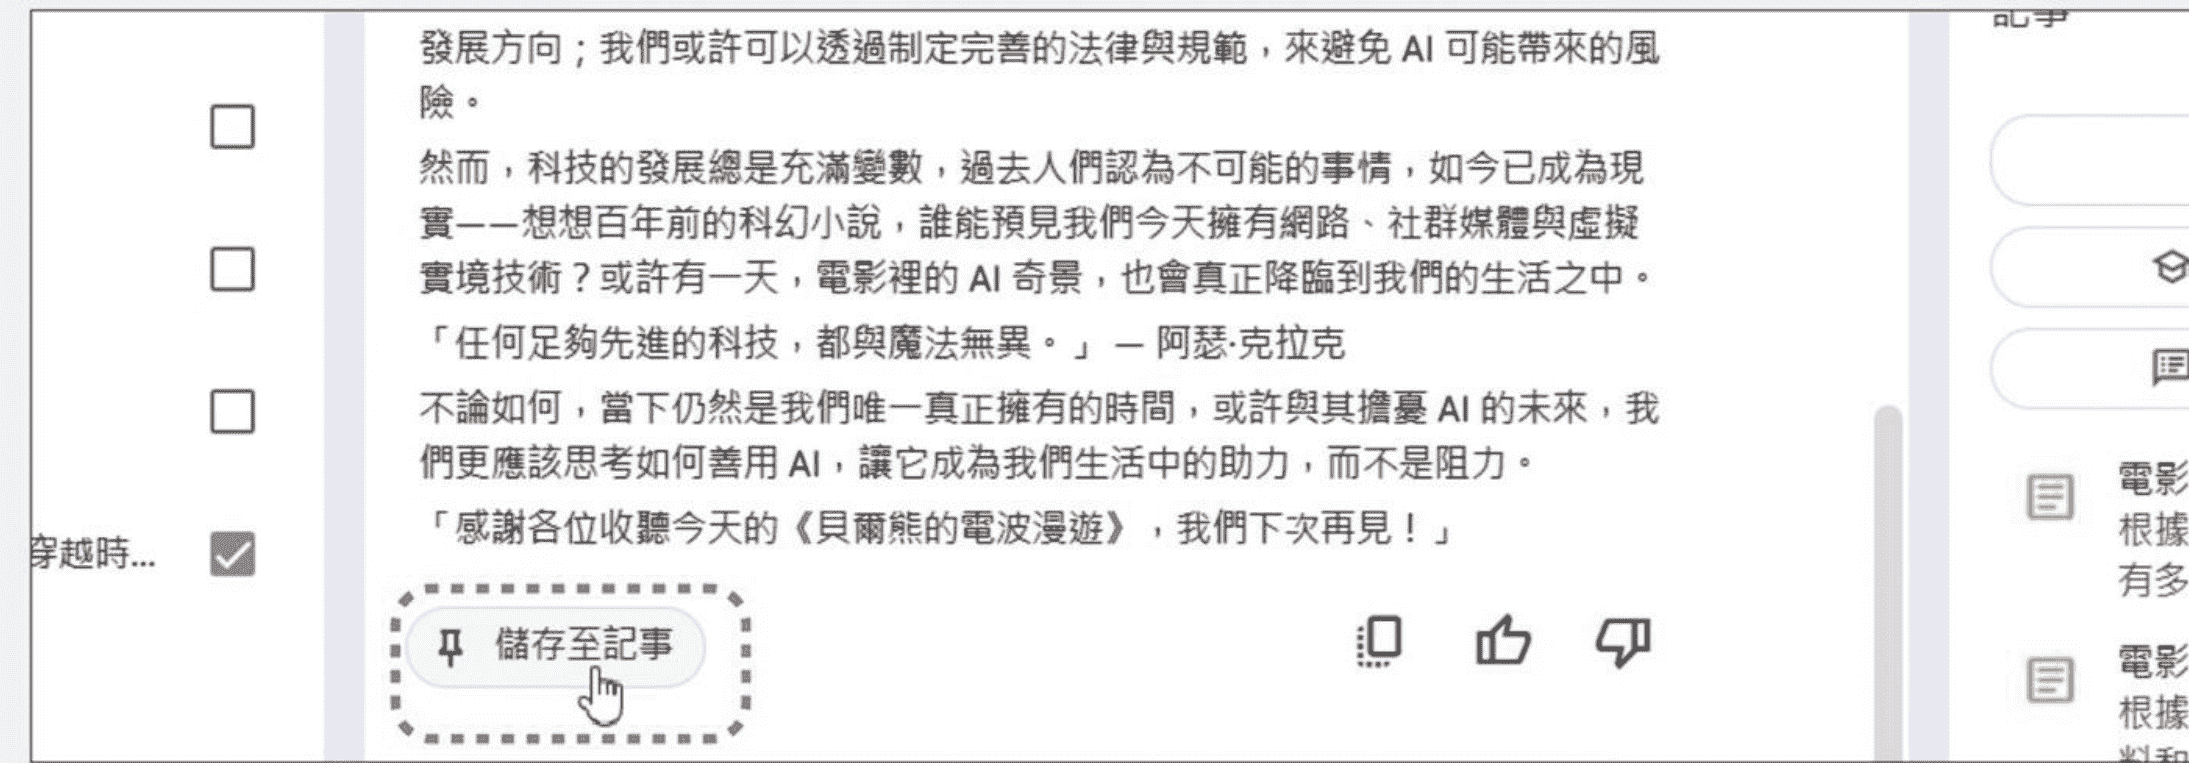 發展方向；我們或許可以透過制定完善的法律與規範，來避免 AI 可能帶來的風
險。
然而，科技的發展總是充滿變數，過去人們認為不可能的事情，如今已成為現
實——想想百年前的科幻小說，誰能預見我們今天擁有網路、社群媒體與虛擬
實境技術？或許有一天，電影裡的 AI 奇景，也會真正降臨到我們的生活之中。
「任何足夠先進的科技，都與魔法無異。」— 阿瑟·克拉克
不論如何，當下仍然是我們唯一真正擁有的時間，或許與其擔憂 AI 的未來，我
們更應該思考如何善用 AI，讓它成為我們生活中的助力，而不是阻力。
「感謝各位收聽今天的《貝爾熊的電波漫遊》，我們下次再見！」
穿越時...
儲存至記事
記事
電影
根據
有多
電影
根據
料和